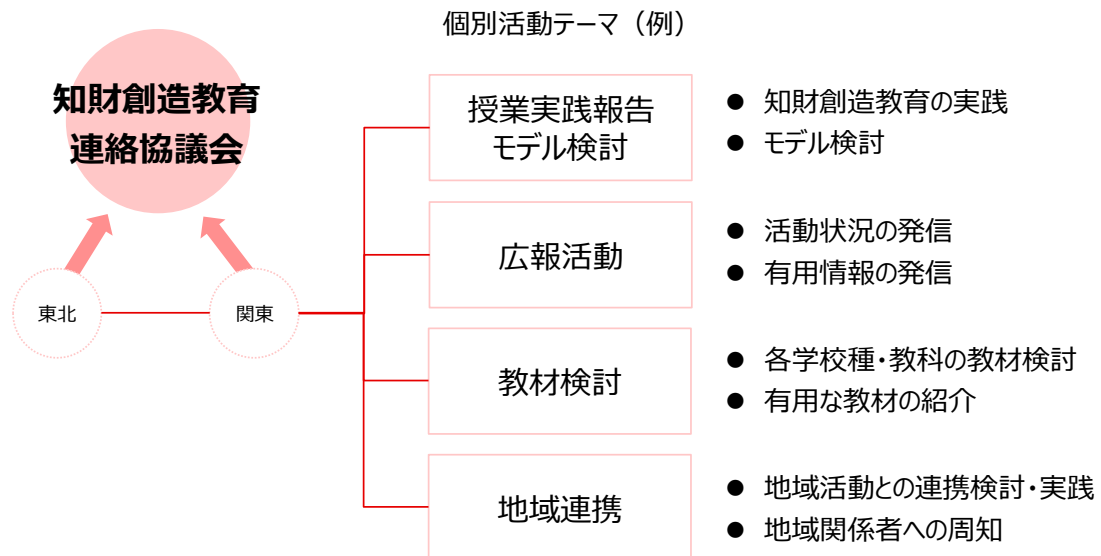 個別活動テーマ（例）
知財創造教育
連絡協議会
東北
関東
授業実践報告
モデル検討
● 知財創造教育の実践
● モデル検討
広報活動
● 活動状況の発信
● 有用情報の発信
教材検討
● 各学校種・教科の教材検討
● 有用な教材の紹介
地域連携
● 地域活動との連携検討・実践
● 地域関係者への周知